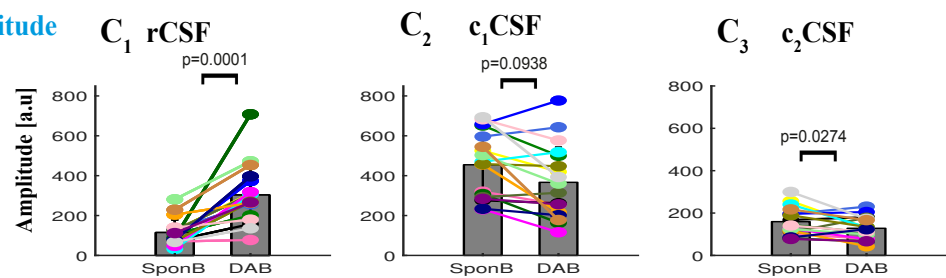 itude
C1 rCSF
C2 c1CSF
C3 c2CSF
p=0.0001
p=0.0938
p=0.0274
Amplitude [a.u]
800
600
400
200
0
SponB DAB
800
600
400
200
0
SponB DAB
800
600
400
200
0
SponB DAB